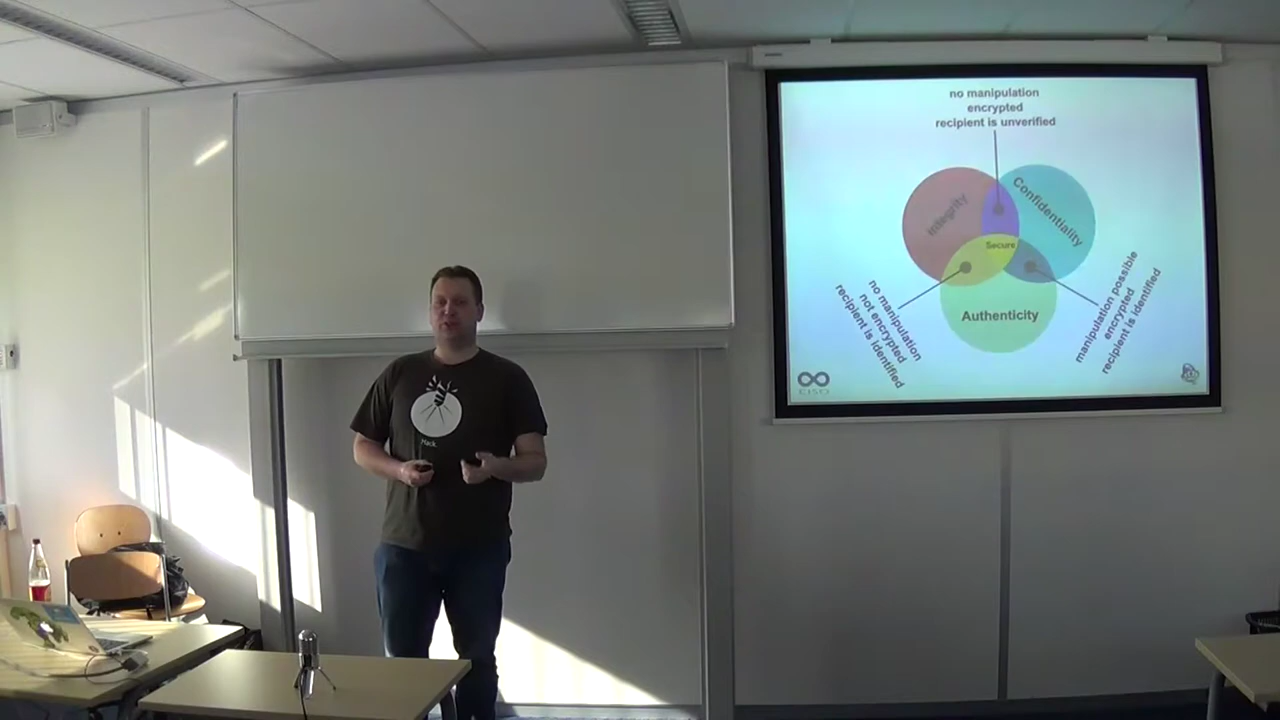 no manipulation
encrypted
recipient is unverified
Integrity
Confidentiality
Secure
Authenticity
no manipulation
not encrypted
recipient is identified
manipulation possible
encrypted
recipient is identified
Hack